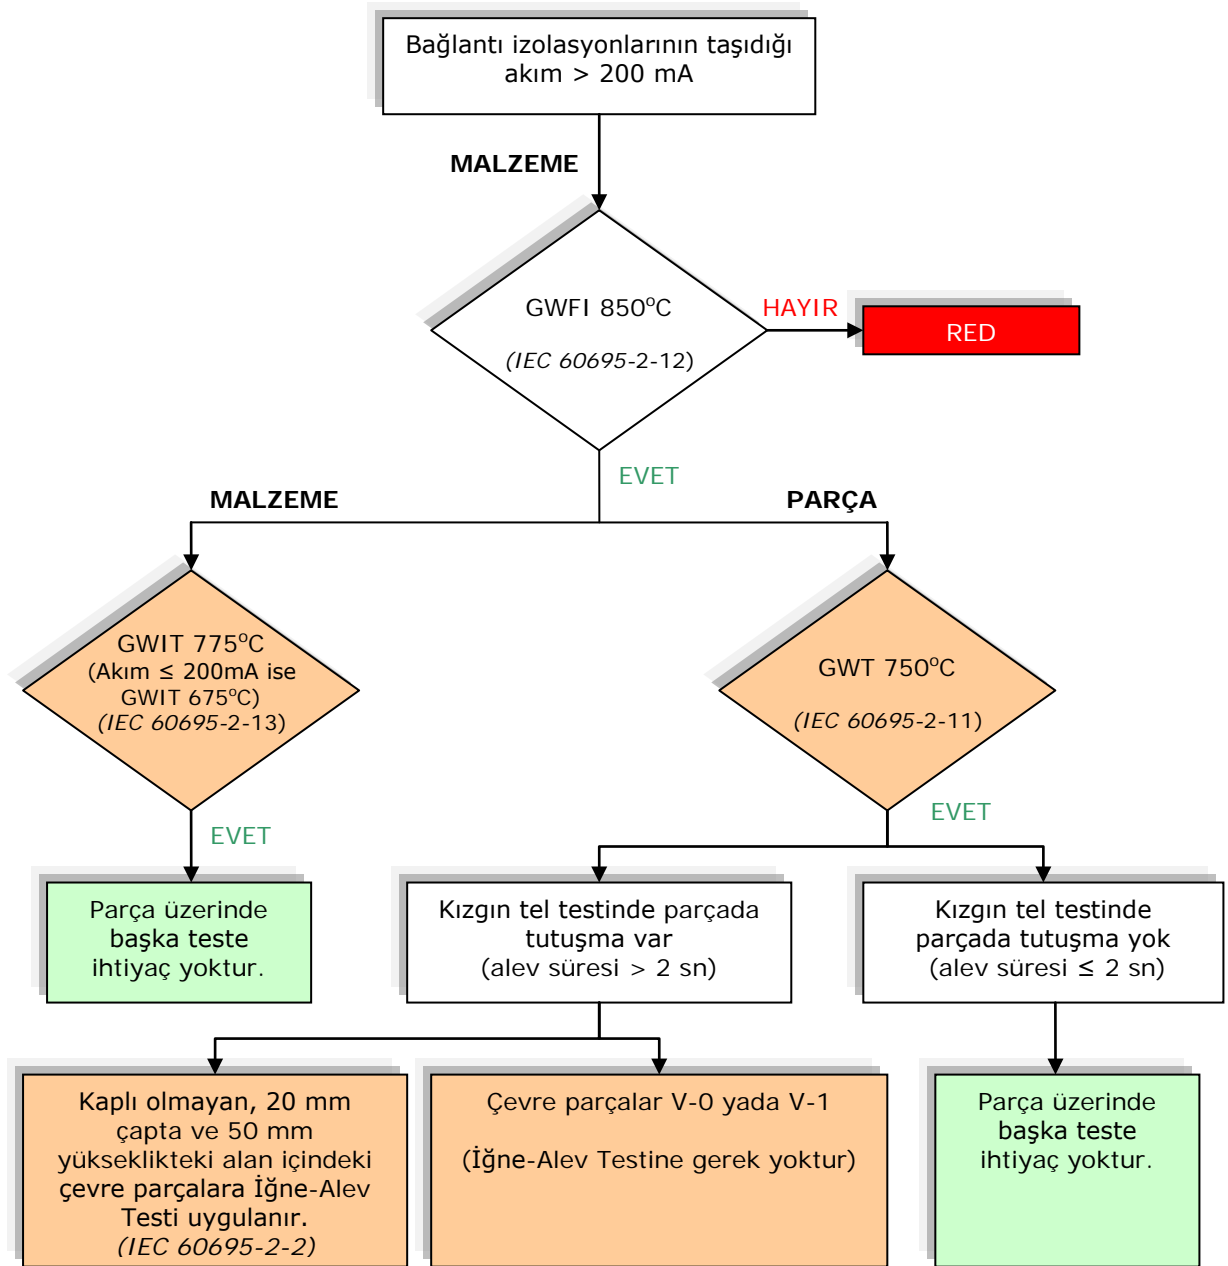 Bağlantı izolasyonlarının taşıdığı
akım > 200 mA
MALZEME
GWFI 850°C
(IEC 60695-2-12)
HAYIR
RED
EVET
MALZEME
PARÇA
GWIT 775°C
(Akım ≤ 200mA ise
GWIT 675°C)
(IEC 60695-2-13)
GWT 750°C
(IEC 60695-2-11)
EVET
EVET
Parça üzerinde
başka teste
ihtiyaç yoktur.
Kızgın tel testinde parçada
tutuşma var
(alev süresi > 2 sn)
Kızgın tel testinde
parçada tutuşma yok
(alev süresi ≤ 2 sn)
Kaplı olmayan, 20 mm
çapta ve 50 mm
yükseklikteki alan içindeki
çevre parçalara İğne-Alev
Testi uygulanır.
(IEC 60695-2-2)
Çevre parçalar V-0 yada V-1
(İğne-Alev Testine gerek yoktur)
Parça üzerinde
başka teste
ihtiyaç yoktur.